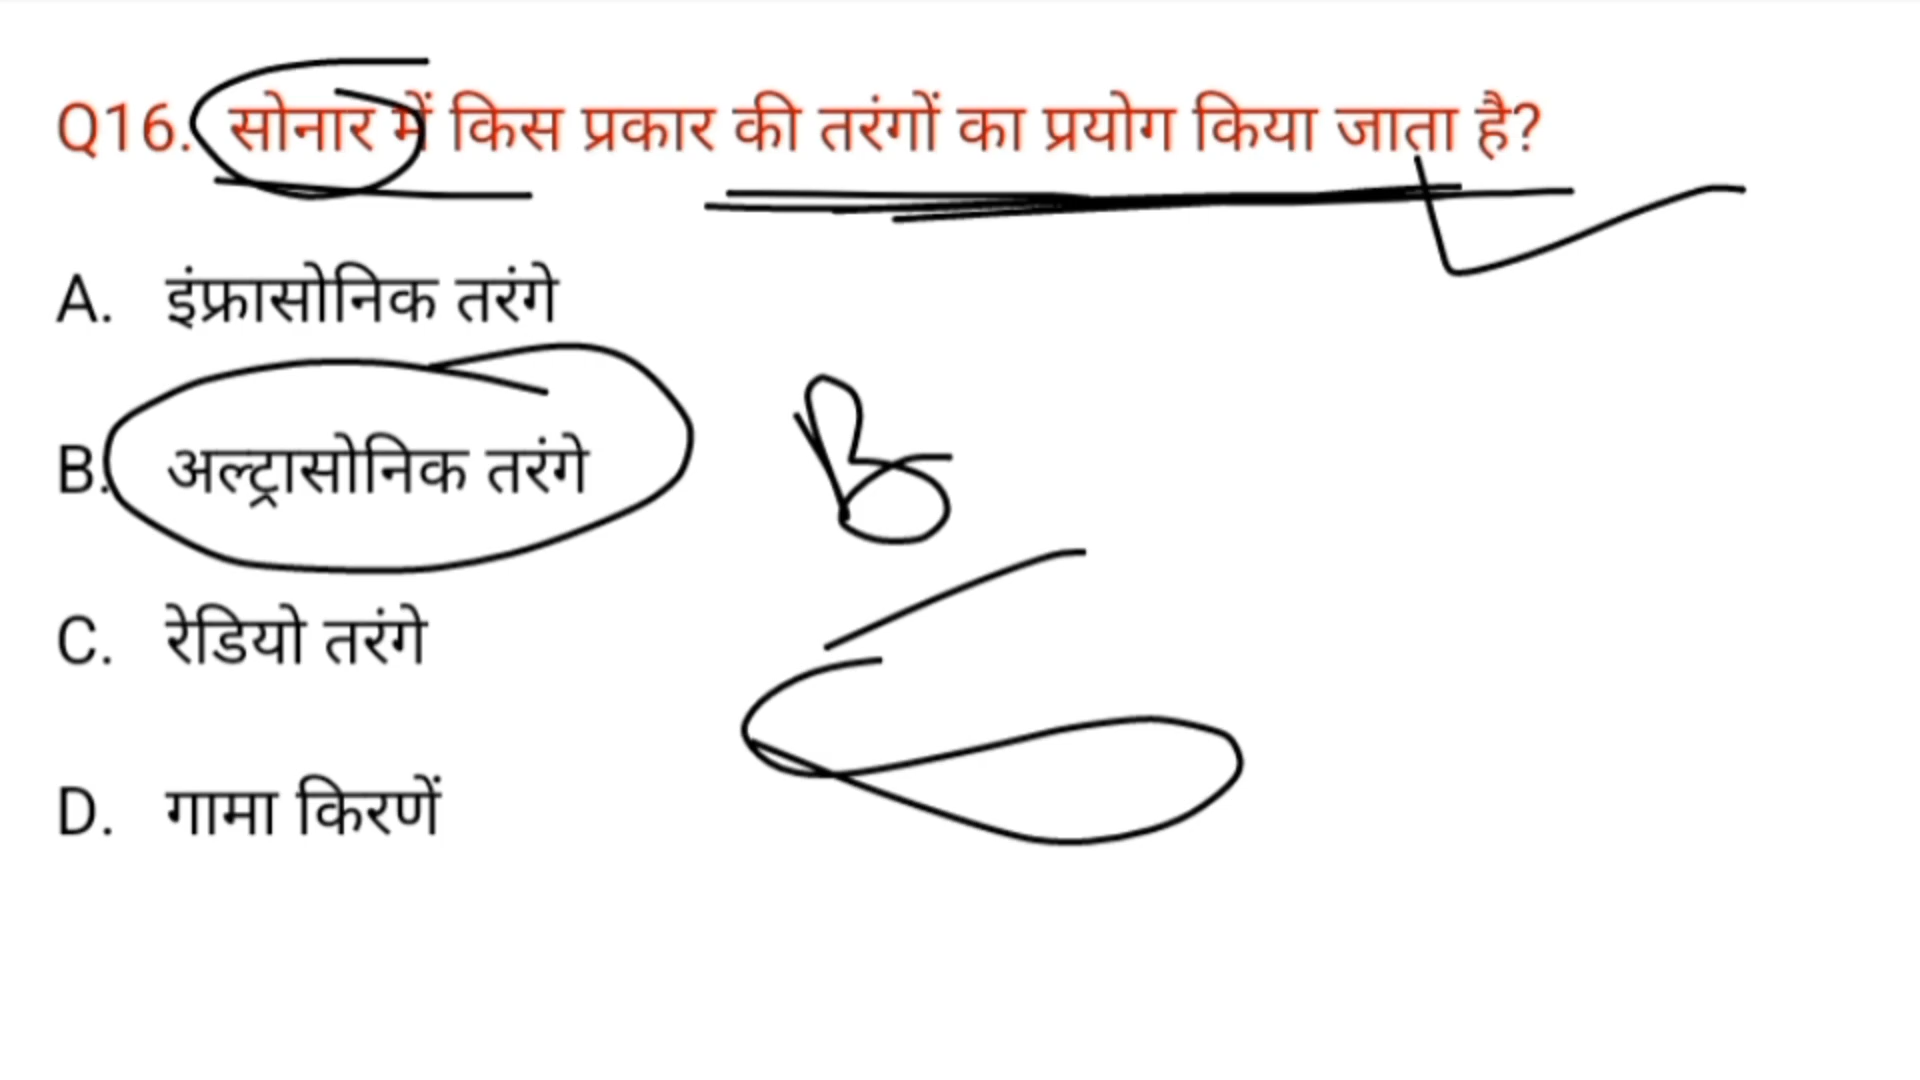 Q16. सोनार में किस प्रकार की तरंगों का प्रयोग किया जाता है?
A. इंफ्रासोनिक तरंगे
B. अल्ट्रासोनिक तरंगे
B
C. रेडियो तरंगे
D. गामा किरणें